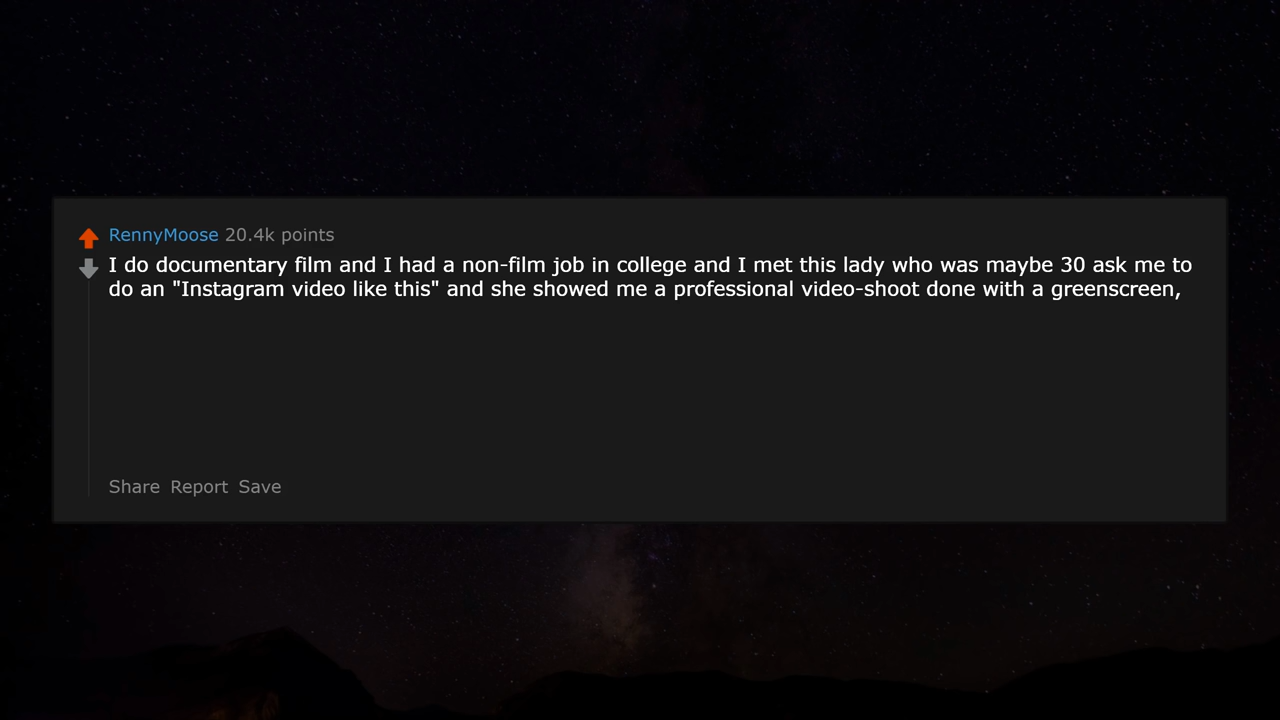 RennyMoose 20.4k points
I do documentary film and I had a non-film job in college and I met this lady who was maybe 30 ask me to
do an "Instagram video like this" and she showed me a professional video-shoot done with a greenscreen,
Share Report Save